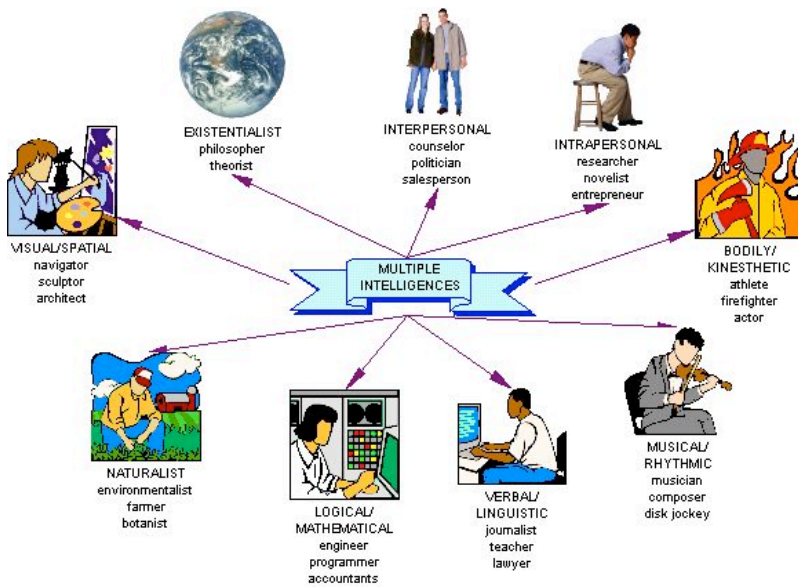 EXISTENTIALIST
philosopher
theorist
INTERPERSONAL
counselor
politician
salesperson
INTRAPERSONAL
researcher
novelist
entrepreneur
VISUAL/SPATIAL
navigator
sculptor
architect
MULTIPLE
INTELLIGENCES
BODILY/
KINESTHETIC
athlete
firefighter
actor
NATURALIST
environmentalist
farmer
botanist
LOGICAL/
MATHEMATICAL
engineer
programmer
accountants
VERBAL/
LINGUISTIC
journalist
teacher
lawyer
MUSICAL/
RHYTHMIC
musician
composer
disk jockey